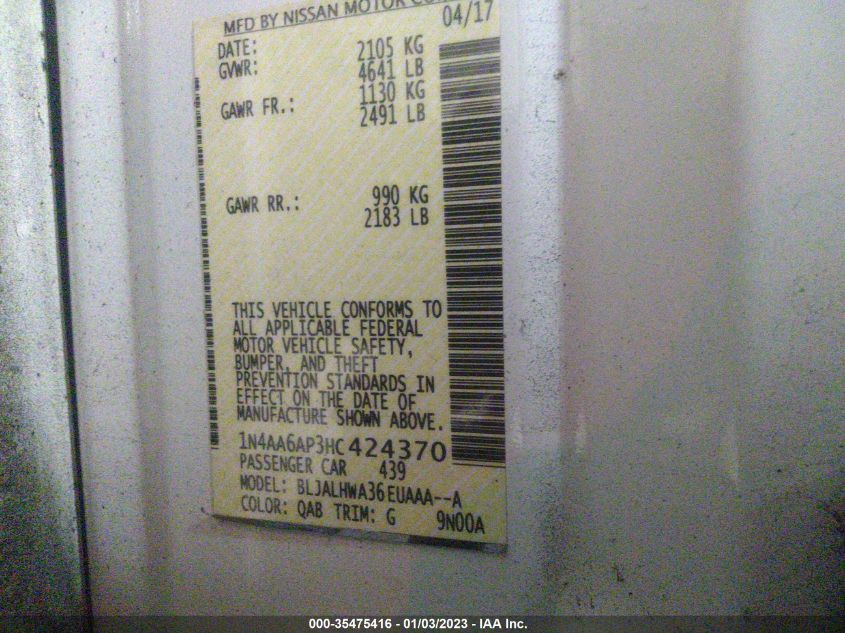 MFD BY NISSAN MOTOR CO
DATE: 04/17
GVWR: 2105 KG
4641 LB
GAWR FR.: 1130 KG
2491 LB
GAWR RR.: 990 KG
2183 LB
THIS VEHICLE CONFORMS TO
ALL APPLICABLE FEDERAL
MOTOR VEHICLE SAFETY,
BUMPER, AND THEFT
PREVENTION STANDARDS IN
EFFECT ON THE DATE OF
MANUFACTURE SHOWN ABOVE.
1N4AA6AP3HC424370
PASSENGER CAR 439
MODEL: BLJALHWA36EUAAA--A
COLOR: QAB TRIM: G 9N00A
000-35475416 - 01/03/2023 - IAA Inc.